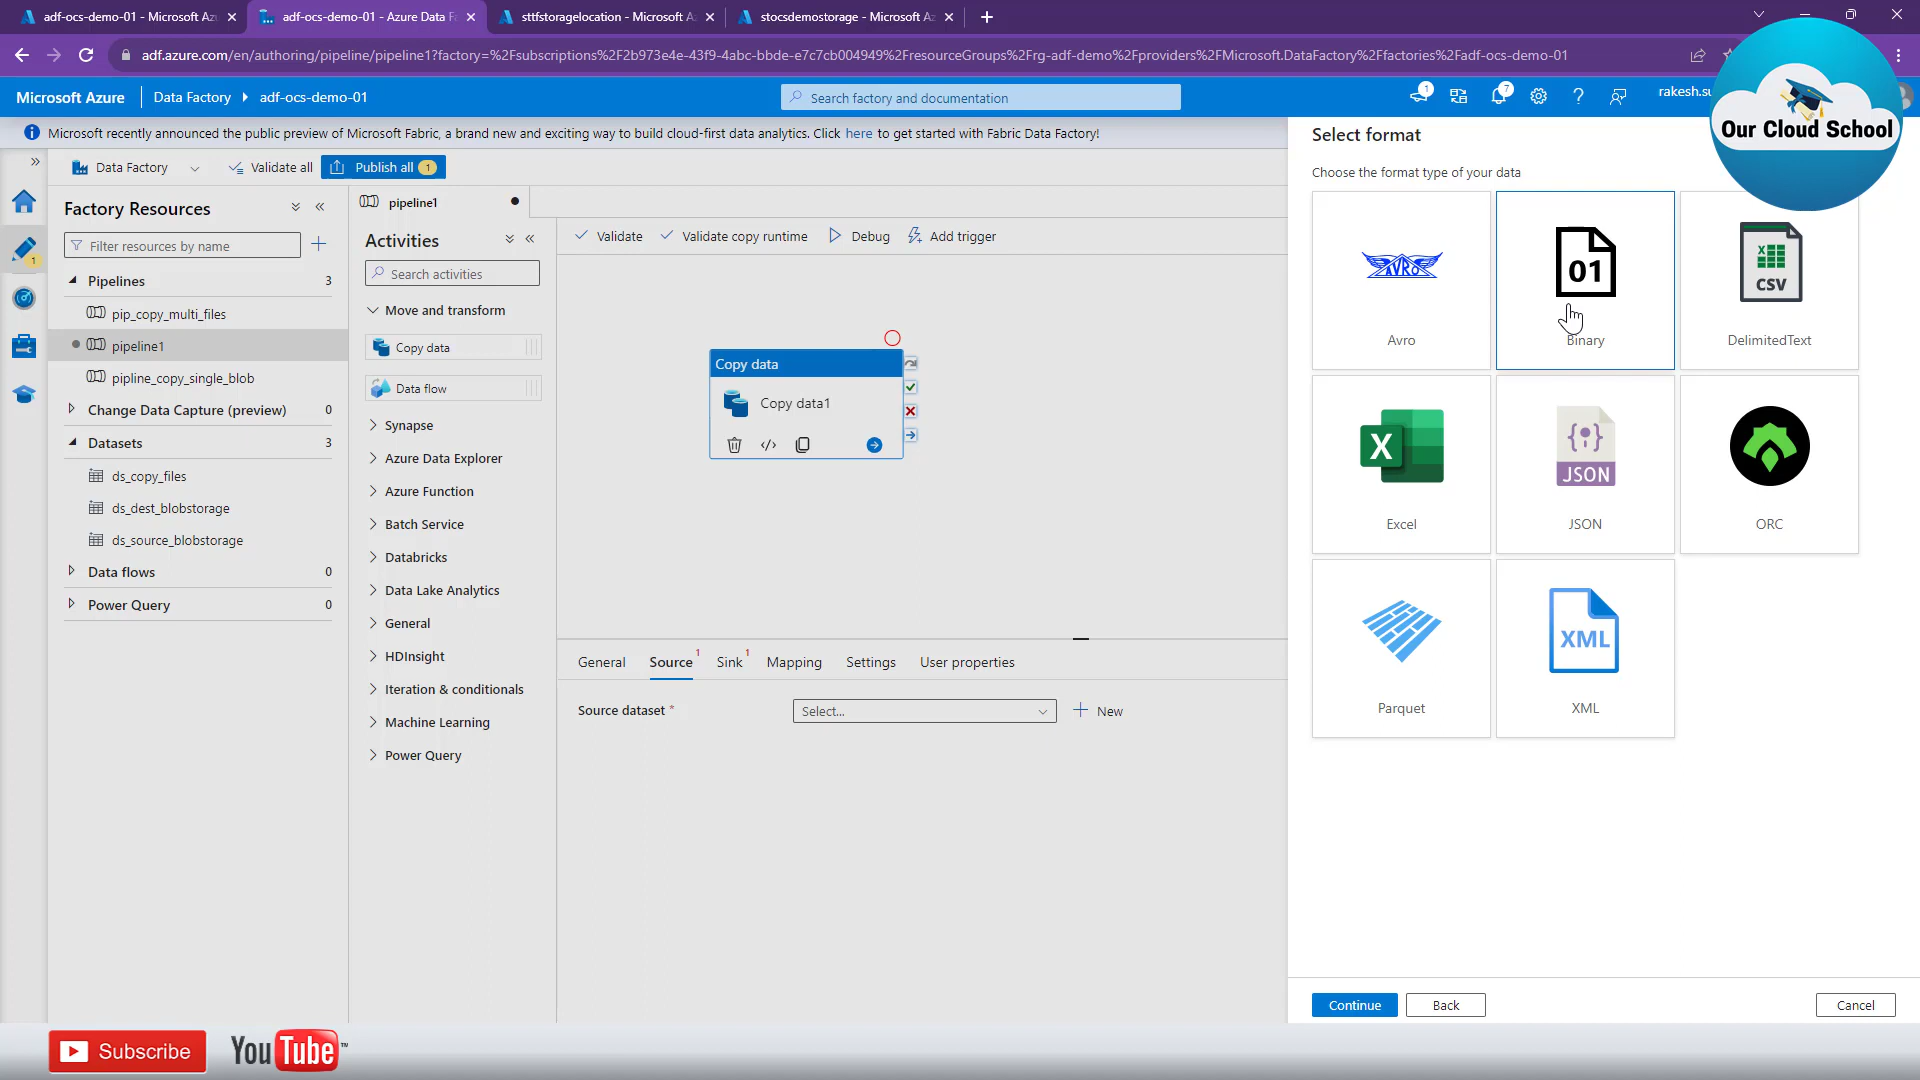 adf-ocs-demo-01 - Microsoft Az
adf-ocs-demo-01 - Azure Data F
sttfstoragelocation - Microsoft A
stocsdemostorage - Microsoft Az
adf.azure.com/en/authoring/pipeline/pipeline1?factory=%2Fsubscriptions%2F2b973e4e-43f9-4abc-bbde-e7c7cb004949%2FresourceGroups%2Frg-adf-demo%2Fproviders%2FMicrosoft.DataFactory%2Ffactories%2Fadf-ocs-demo-01
Microsoft Azure
Data Factory
adf-ocs-demo-01
Search factory and documentation
1
7
rakesh.su
Our Cloud School
Microsoft recently announced the public preview of Microsoft Fabric, a brand new and exciting way to build cloud-first data analytics. Click here to get started with Fabric Data Factory!
Data Factory
Validate all
Publish all 1
1
Factory Resources
Filter resources by name
Pipelines 3
pip_copy_multi_files
pipeline1
pipline_copy_single_blob
Change Data Capture (preview) 0
Datasets 3
ds_copy_files
ds_dest_blobstorage
ds_source_blobstorage
Data flows 0
Power Query 0
pipeline1
Activities
Search activities
Move and transform
Copy data
Data flow
Synapse
Azure Data Explorer
Azure Function
Batch Service
Databricks
Data Lake Analytics
General
HDInsight
Iteration & conditionals
Machine Learning
Power Query
Validate
Validate copy runtime
Debug
Add trigger
Copy data
Copy data1
General
Source 1
Sink 1
Mapping
Settings
User properties
Source dataset *
Select...
New
Select format
Choose the format type of your data
AVRO
Avro
01
Binary
CSV
DelimitedText
X
Excel
JSON
JSON
ORC
Parquet
XML
XML
Continue
Back
Cancel
Subscribe
YouTube